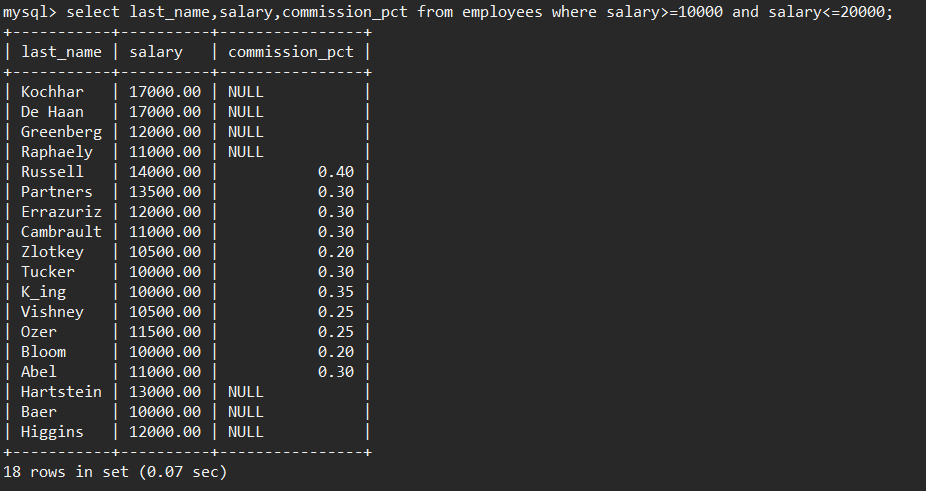 mysql> select last_name,salary,commission_pct from employees where salary>=10000 and salary<=20000;
+-----------+----------+----------------+
| last_name | salary   | commission_pct |
+-----------+----------+----------------+
| Kochhar   | 17000.00 | NULL           |
| De Haan   | 17000.00 | NULL           |
| Greenberg | 12000.00 | NULL           |
| Raphaely  | 11000.00 | NULL           |
| Russell   | 14000.00 |           0.40 |
| Partners  | 13500.00 |           0.30 |
| Errazuriz | 12000.00 |           0.30 |
| Cambrault | 11000.00 |           0.30 |
| Zlotkey   | 10500.00 |           0.20 |
| Tucker    | 10000.00 |           0.30 |
| K_ing     | 10000.00 |           0.35 |
| Vishney   | 10500.00 |           0.25 |
| Ozer      | 11500.00 |           0.25 |
| Bloom     | 10000.00 |           0.20 |
| Abel      | 11000.00 |           0.30 |
| Hartstein | 13000.00 | NULL           |
| Baer      | 10000.00 | NULL           |
| Higgins   | 12000.00 | NULL           |
+-----------+----------+----------------+
18 rows in set (0.07 sec)